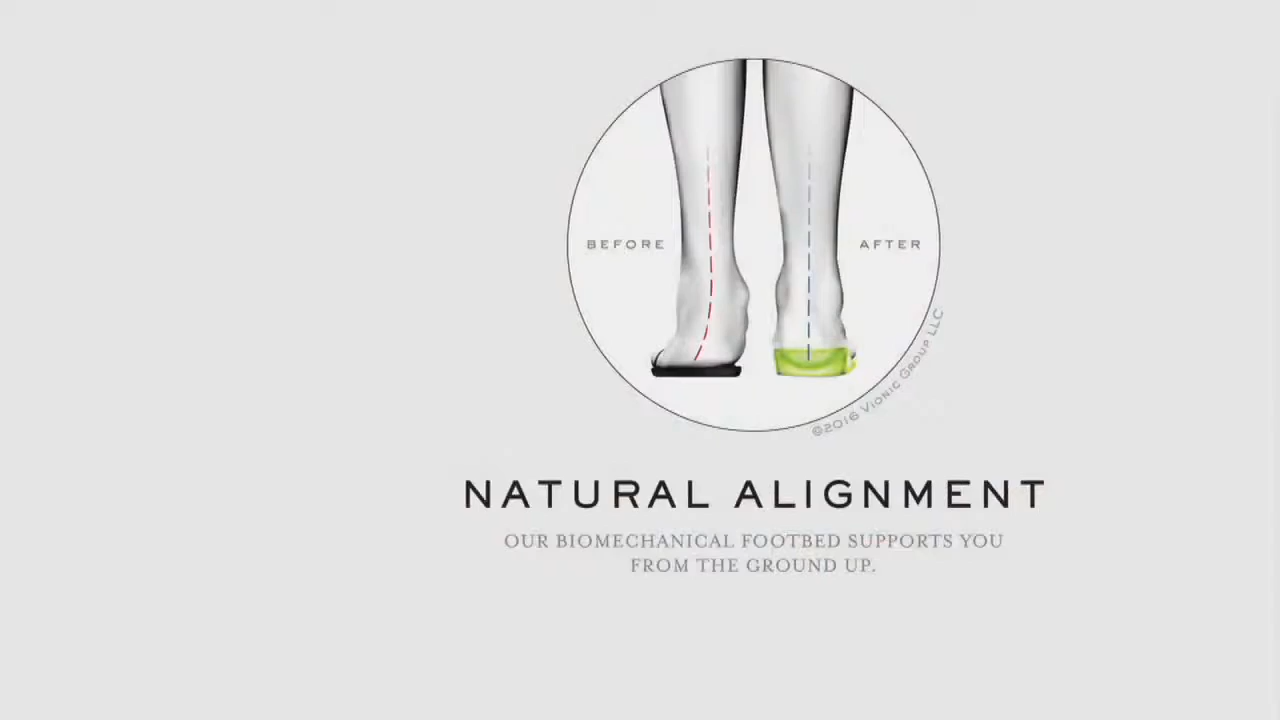 BEFORE
AFTER
©2016 VIONIC GROUP LLC
NATURAL ALIGNMENT
OUR BIOMECHANICAL FOOTBED SUPPORTS YOU
FROM THE GROUND UP.